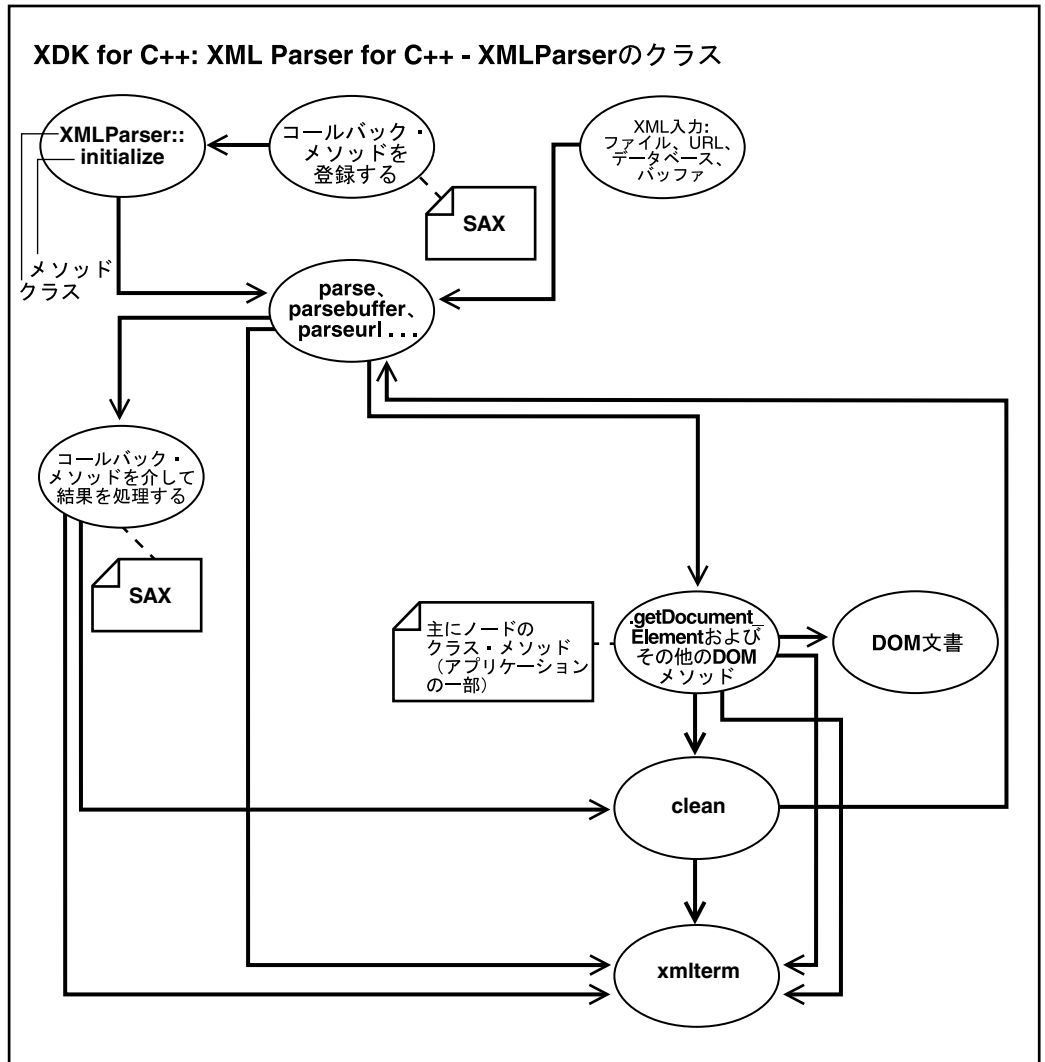 XDK for C++: XML Parser for C++ - XMLParserのクラス
XMLParser::
initialize
コールバック・
メソッドを
登録する
XML入力:
ファイル、URL、
データベース、
バッファ
SAX
メソッド
クラス
parse、
parsebuffer、
parseurl . . .
コールバック・
メソッドを介して
結果を処理する
SAX
主にノードの
クラス・メソッド
（アプリケーション
の一部）
.getDocument_
Elementおよび
その他のDOM
メソッド
DOM文書
clean
xmlterm